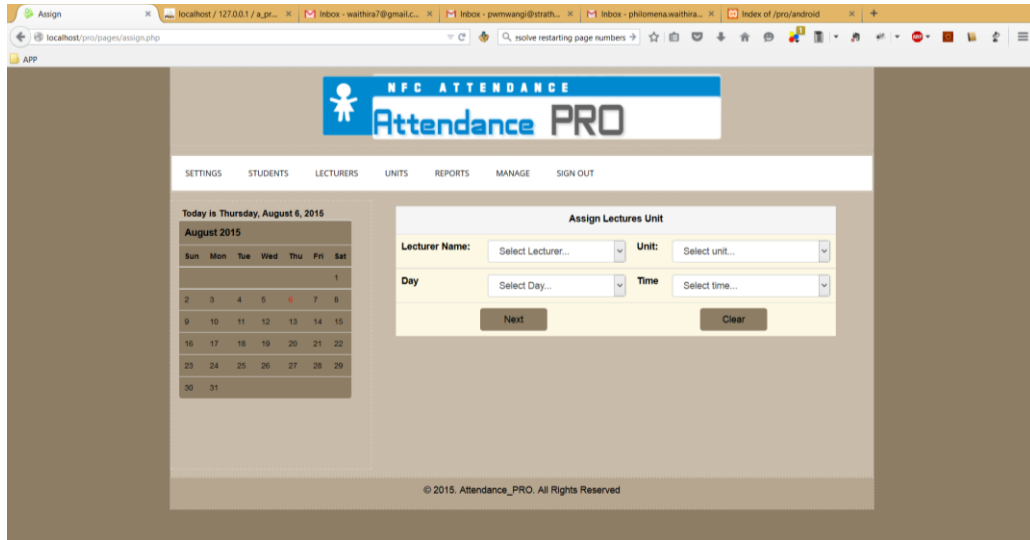 Assign
localhost / 127.0.0.1 / a_pr...
Inbox - waithira7@gmail.c...
Inbox - pwmwangi@strath...
Inbox - philomena.waithira...
Index of /pro/android
localhost/pro/pages/assign.php
rsolve restarting page numbers
APP
NFC ATTENDANCE
Attendance PRO
SETTINGS STUDENTS LECTURERS UNITS REPORTS MANAGE SIGN OUT
Today is Thursday, August 6, 2015
August 2015
Sun Mon Tue Wed Thu Fri Sat
1
2 3 4 5 6 7 8
9 10 11 12 13 14 15
16 17 18 19 20 21 22
23 24 25 26 27 28 29
30 31
Assign Lectures Unit
Lecturer Name: Select Lecturer... Unit: Select unit...
Day Select Day... Time Select time...
Next Clear
© 2015. Attendance_PRO. All Rights Reserved